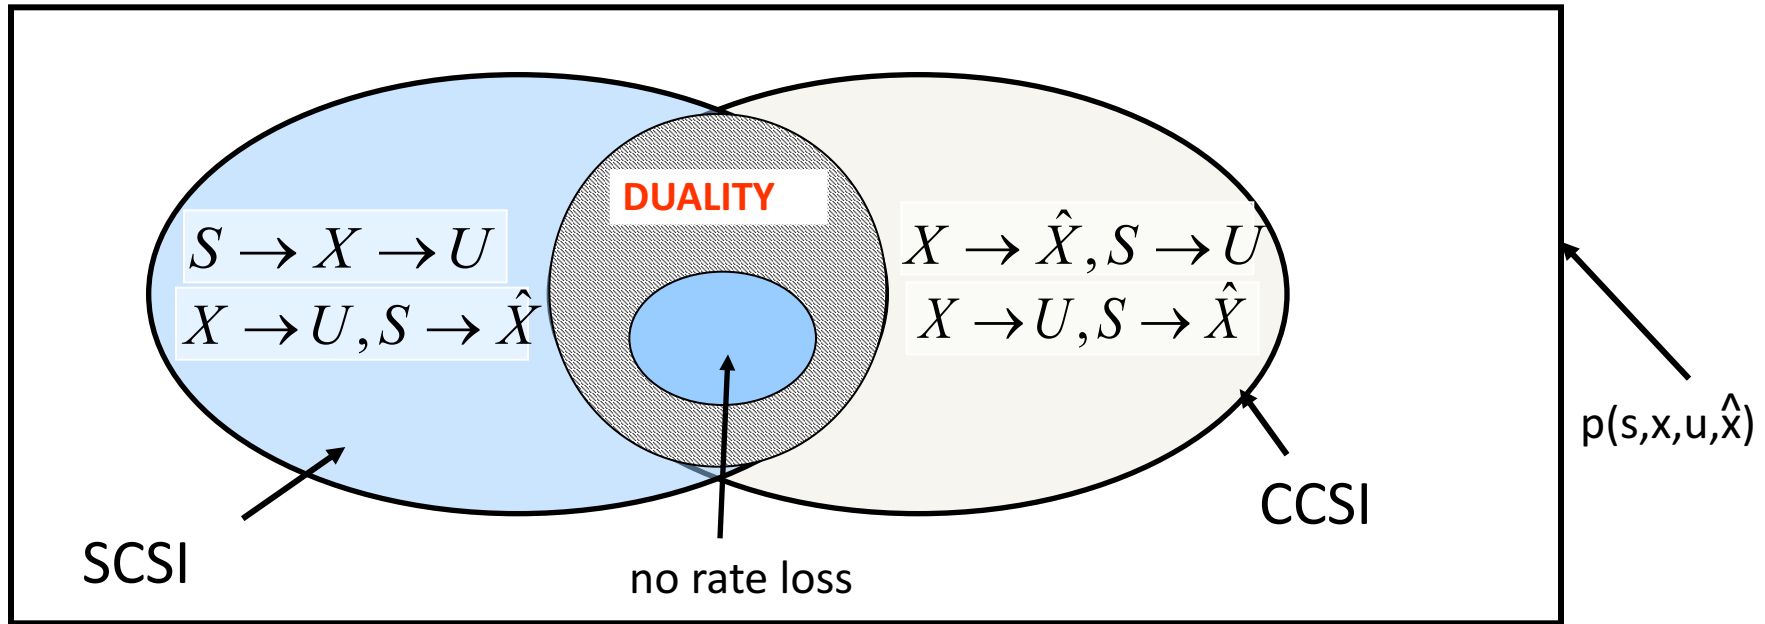 DUALITY
S → X → U
X → U, S → X̂
X → X̂, S → U
X → U, S → X̂
p(s,x,u,x̂)
SCSI
CCSI
no rate loss